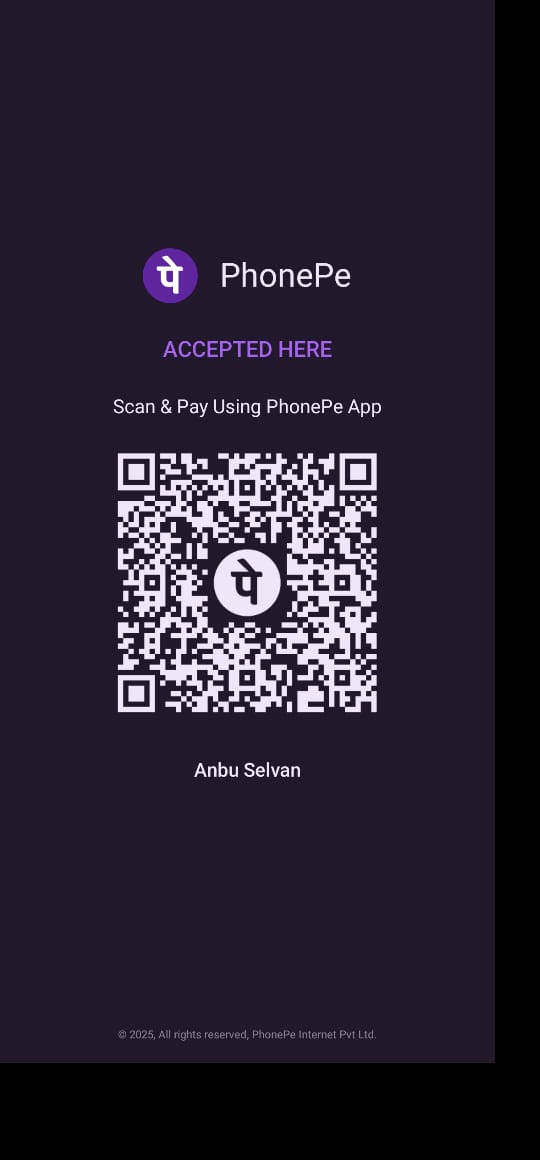 पे PhonePe
ACCEPTED HERE
Scan & Pay Using PhonePe App
पे
Anbu Selvan
© 2025, All rights reserved, PhonePe Internet Pvt Ltd.